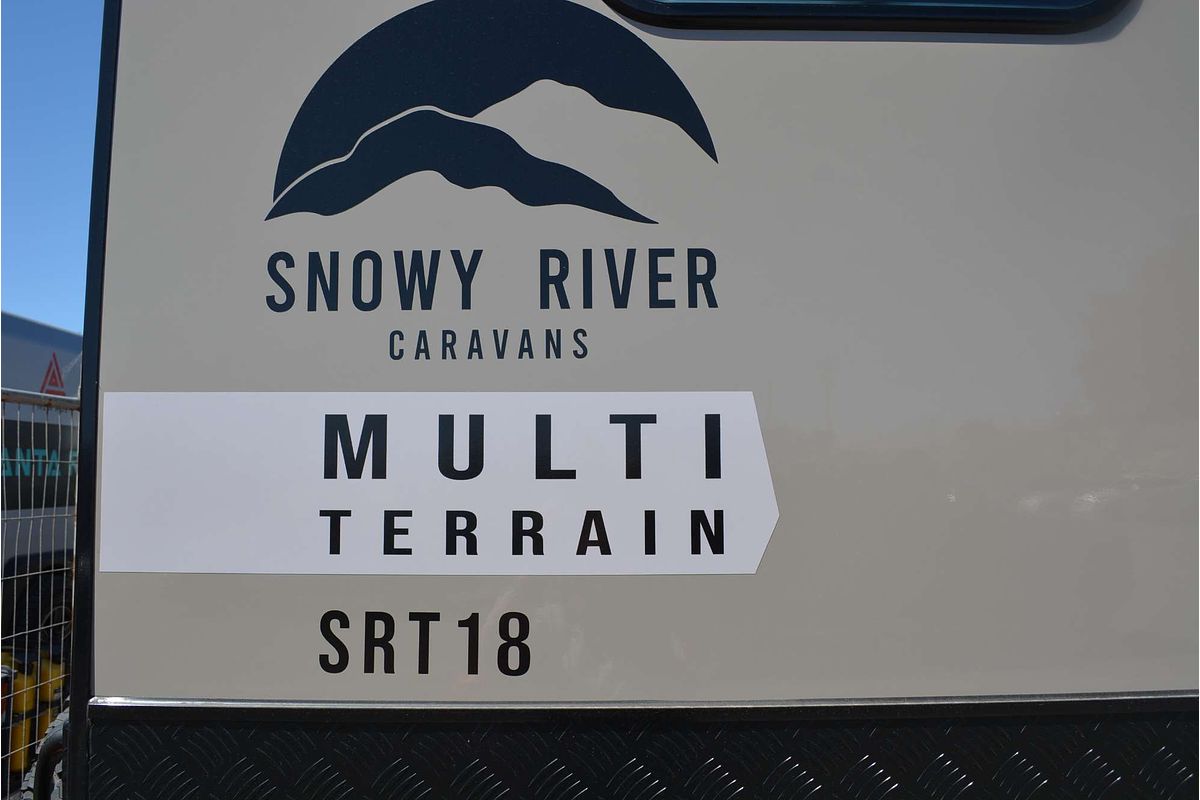 SNOWY RIVER
CARAVANS
MULTI
TERRAIN
SRT18